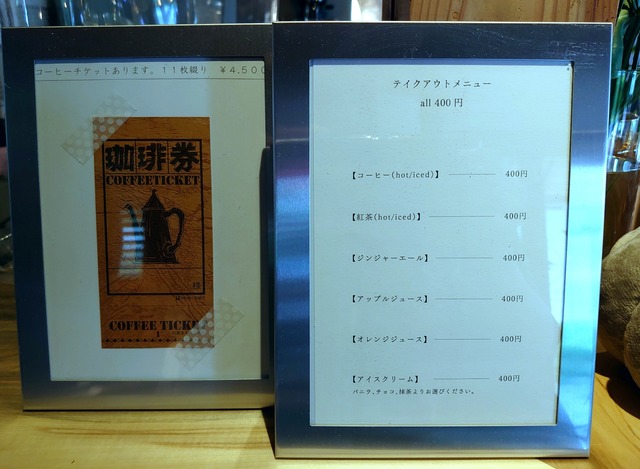 コーヒーチケットあります。11枚綴り ¥4,500
珈琲券
COFFEETICKET
様
COFFEE TICKE
1
テイクアウトメニュー
all 400 円
【コーヒー(hot/iced)】 400円
【紅茶(hot/iced)】 400円
【ジンジャーエール】 400円
【アップルジュース】 400円
【オレンジジュース】 400円
【アイスクリーム】 400円
バニラ、チョコ、抹茶よりお選びください。